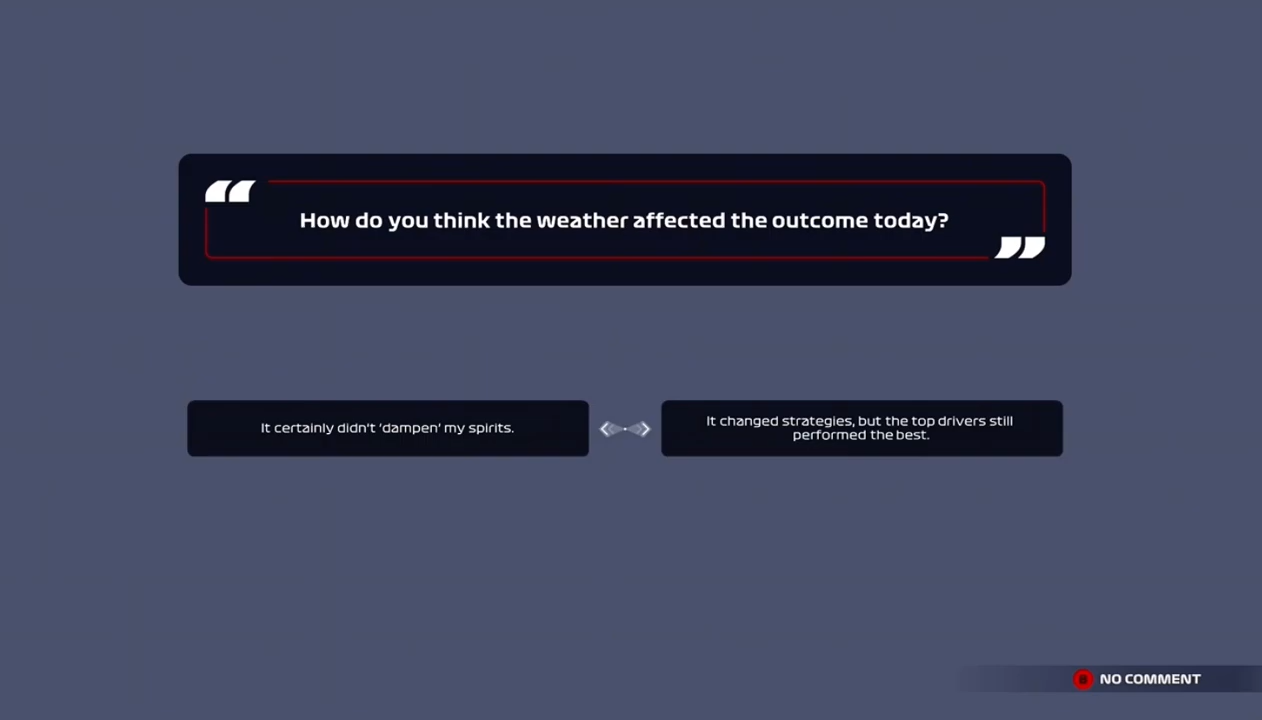 How do you think the weather affected the outcome today?
It certainly didn't 'dampen' my spirits.
It changed strategies, but the top drivers still
performed the best.
B NO COMMENT